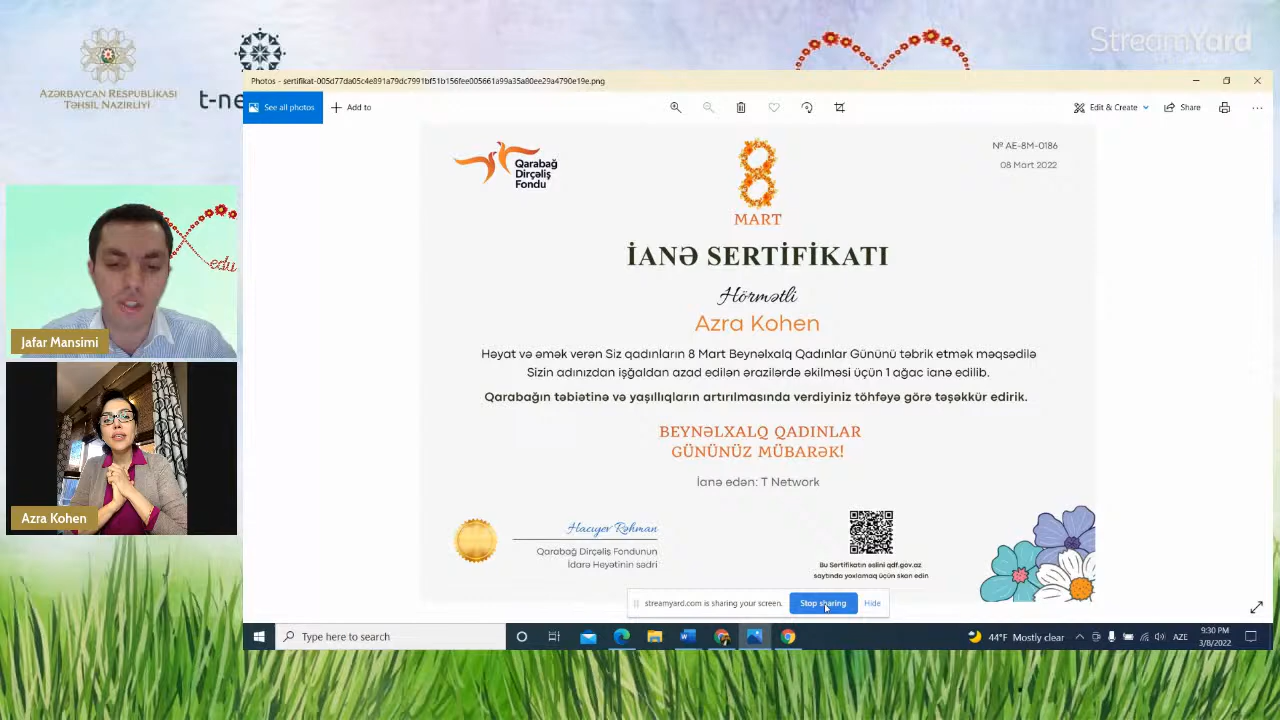 AZƏRBAYCAN RESPUBLİKASI
TƏHSİL NAZİRLİYİ
t-ne
StreamYard
Photos - sertifikat-005d77da05c4e891a79dc7991bf51b156fee005661a99a35a80ee29a4790e19e.png
See all photos
Add to
Edit & Create
Share
Qarabağ
Dirçəliş
Fondu
8
MART
Nº AE-8M-0186
08 Mart 2022
İANƏ SERTİFİKATI
Hörmətli
Azra Kohen
Həyat və əmək verən Siz qadınların 8 Mart Beynəlxalq Qadınlar Gününü təbrik etmək məqsədilə
Sizin adınızdan işğaldan azad edilən ərazilərdə əkilməsi üçün 1 ağac ianə edilib.
Qarabağın təbiətinə və yaşıllıqların artırılmasında verdiyiniz töhfəyə görə təşəkkür edirik.
BEYNƏLXALQ QADINLAR
GÜNÜNÜZ MÜBARƏK!
İanə edən: T Network
Hacıyev Rəhman
Qarabağ Dirçəliş Fondunun
İdarə Heyətinin sədri
Bu Sertifikatın əslini qdf.gov.az
saytında yoxlamaq üçün skan edin
edu
Jafar Mansimi
Azra Kohen
streamyard.com is sharing your screen.
Stop sharing
Hide
Type here to search
44°F Mostly clear
AZE
9:30 PM
3/8/2022